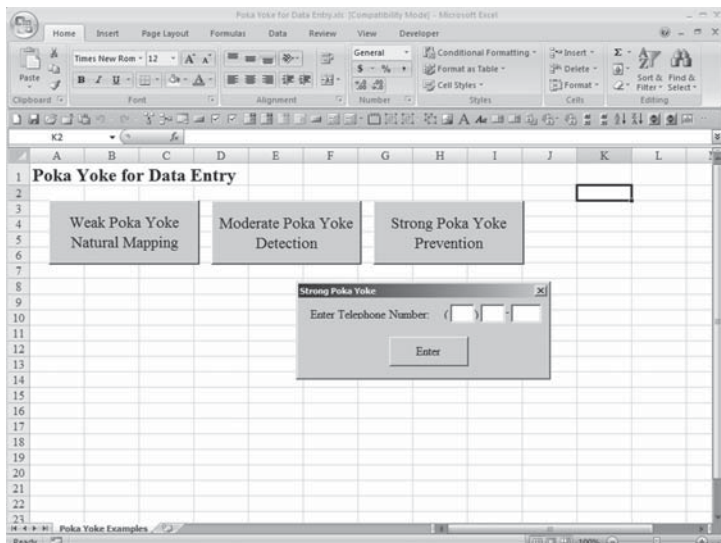 Poka Yoke for Data Entry.xls [Compatibility Mode] - Microsoft Excel
Home Insert Page Layout Formulas Data Review View Developer
Times New Rom 12 A A General Conditional Formatting Insert Σ
Paste B I U A $ % , Format as Table Delete Sort & Find &
Cell Styles Format Filter Select
Clipboard Font Alignment Number Styles Cells Editing
K2 fx
A B C D E F G H I J K L
1 Poka Yoke for Data Entry
2
3
4 Weak Poka Yoke Moderate Poka Yoke Strong Poka Yoke
5 Natural Mapping Detection Prevention
6
7
8 Strong Poka Yoke
9
10 Enter Telephone Number: ( ) -
11
12 Enter
13
14
15
16
17
18
19
20
21
22
23
Poka Yoke Examples
Ready 100%